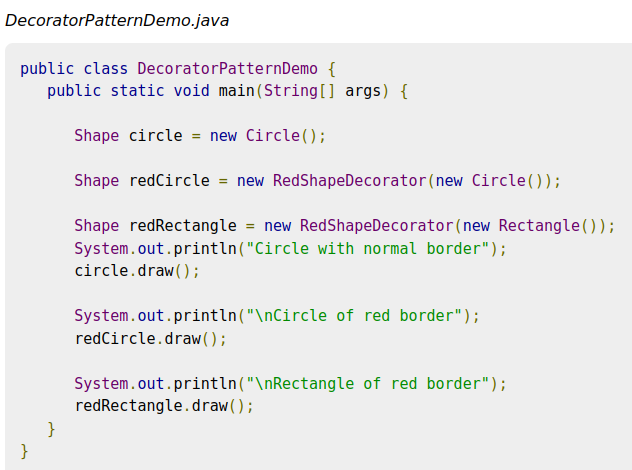 DecoratorPatternDemo.java
public class DecoratorPatternDemo {
   public static void main(String[] args) {
      Shape circle = new Circle();
      Shape redCircle = new RedShapeDecorator(new Circle());
      Shape redRectangle = new RedShapeDecorator(new Rectangle());
      System.out.println("Circle with normal border");
      circle.draw();
      System.out.println("\nCircle of red border");
      redCircle.draw();
      System.out.println("\nRectangle of red border");
      redRectangle.draw();
   }
}